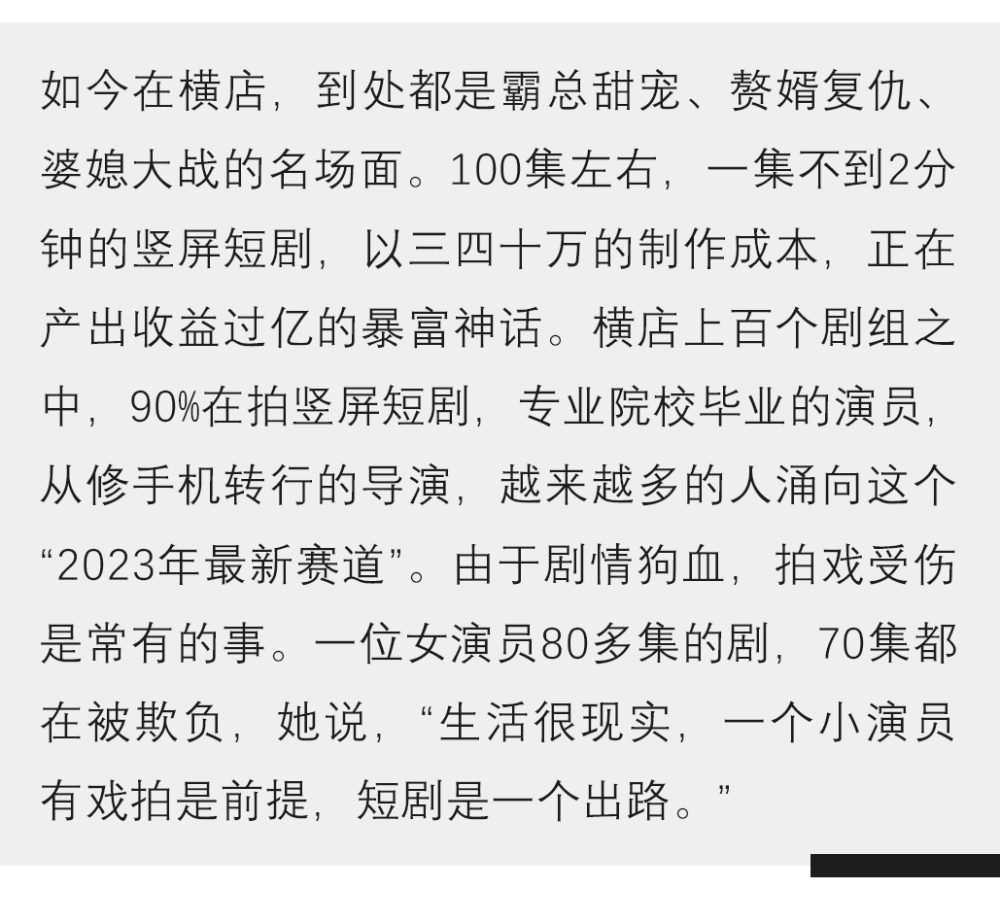 如今在横店，到处都是霸总甜宠、赘婿复仇、
婆媳大战的名场面。100集左右，一集不到2分
钟的竖屏短剧，以三四十万的制作成本，正在
产出收益过亿的暴富神话。横店上百个剧组之
中，90%在拍竖屏短剧，专业院校毕业的演员，
从修手机转行的导演，越来越多的人涌向这个
“2023年最新赛道”。由于剧情狗血，拍戏受伤
是常有的事。一位女演员80多集的剧，70集都
在被欺负，她说，“生活很现实，一个小演员
有戏拍是前提，短剧是一个出路。”